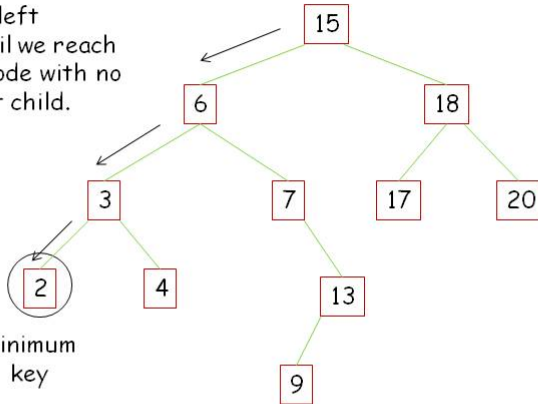 left
il we reach
ode with no
t child.
15
6
18
3
7
17
20
2
4
13
inimum
key
9